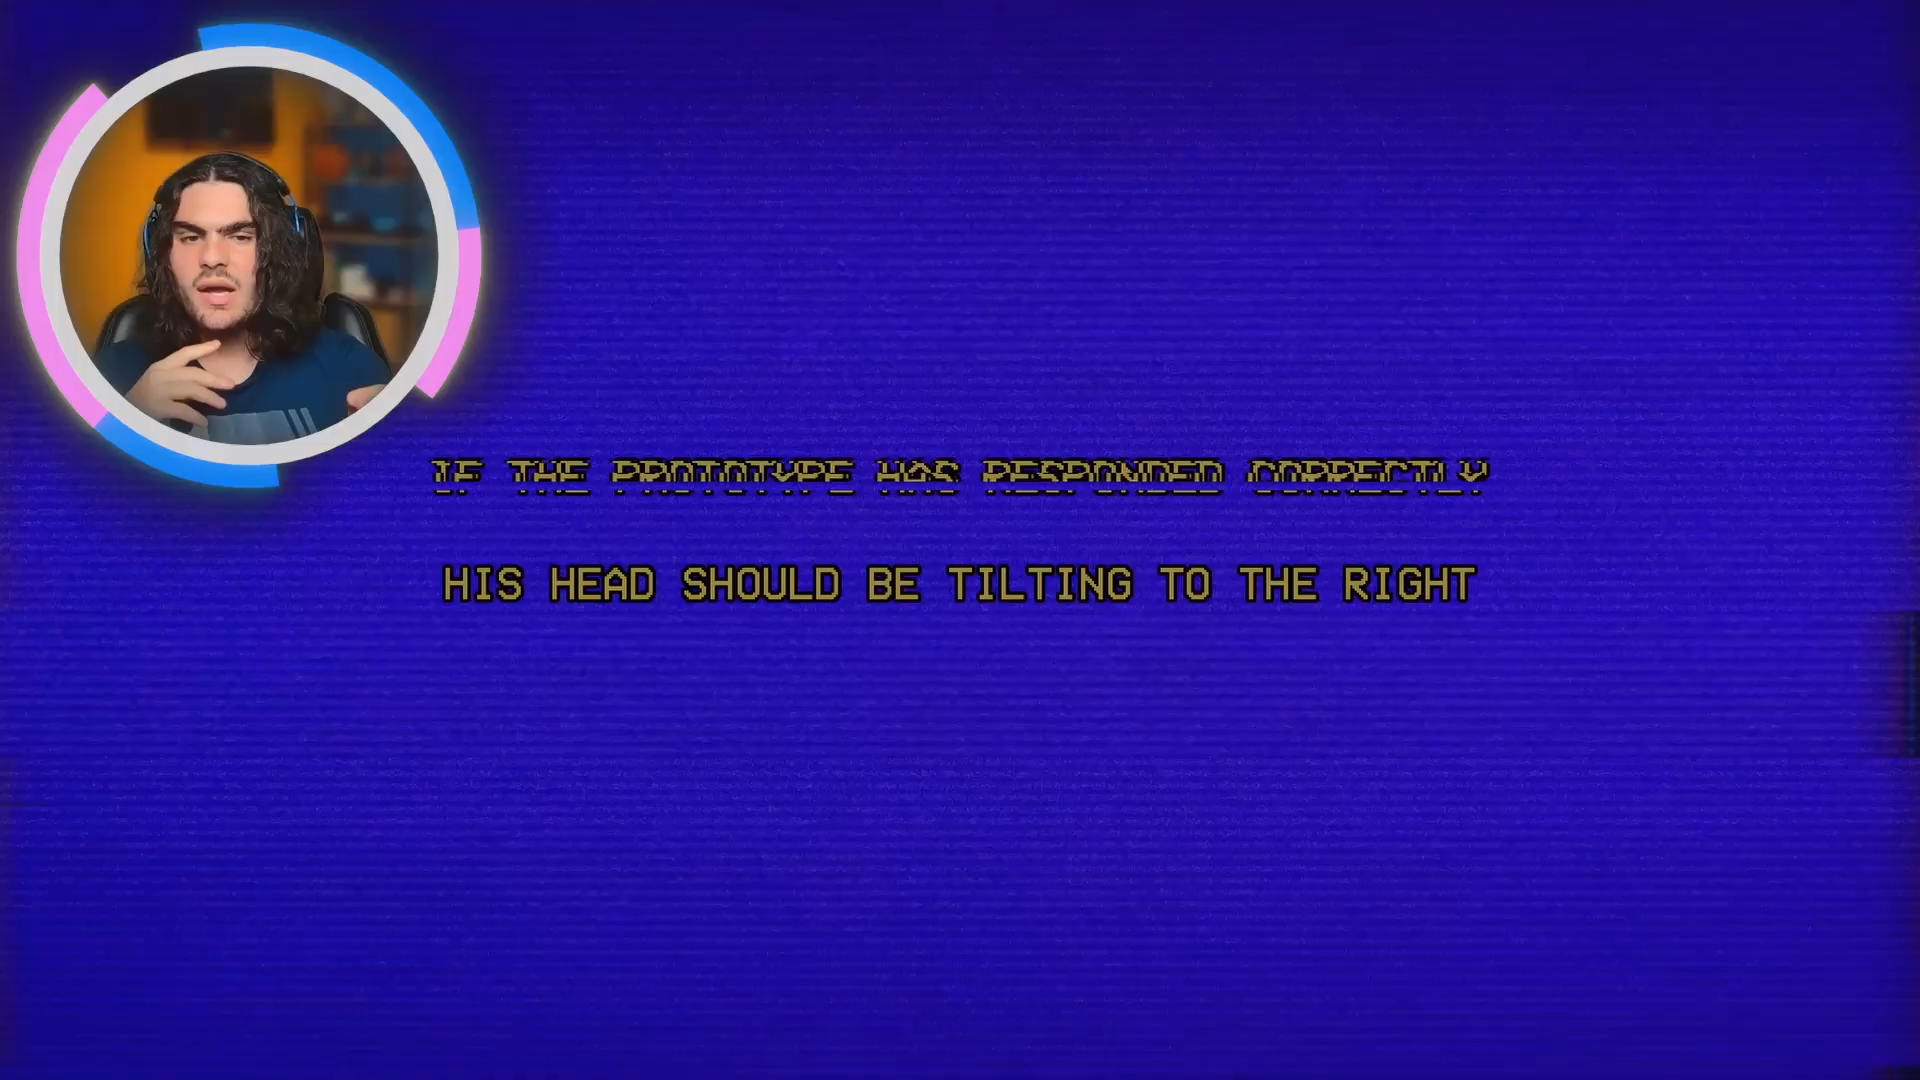 IF THE PROTOTYPE HAS RESPONDED CORRECTLY
HIS HEAD SHOULD BE TILTING TO THE RIGHT